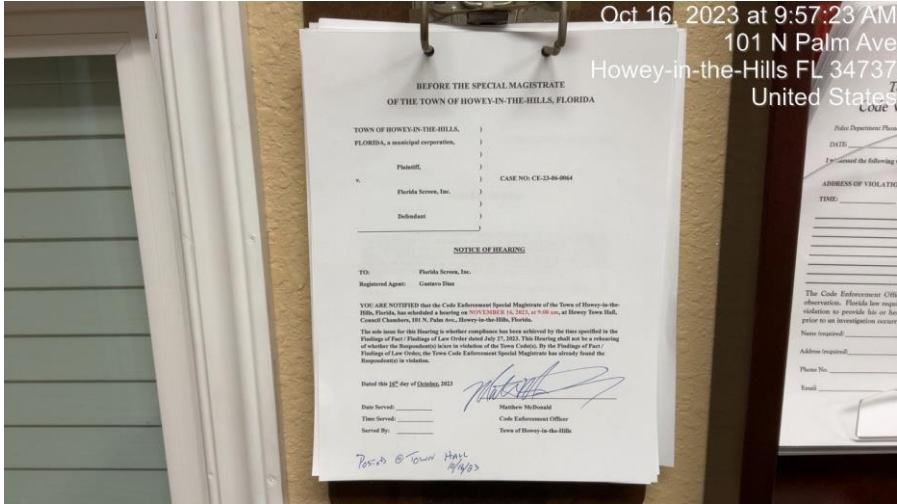 Oct 16, 2023 at 9:57:23 AM
101 N Palm Ave
Howey-in-the-Hills FL 34737
United States
BEFORE THE SPECIAL MAGISTRATE
OF THE TOWN OF HOWEY-IN-THE-HILLS, FLORIDA
TOWN OF HOWEY-IN-THE-HILLS, )
FLORIDA, a municipal corporation, )
)
Plaintiff, )
v. ) CASE NO: CE-23-06-0064
Florida Screen, Inc. )
)
Defendant )
)
NOTICE OF HEARING
TO: Florida Screen, Inc.
Registered Agent: Gustavo Diaz
YOU ARE NOTIFIED that the Code Enforcement Special Magistrate of the Town of Howey-in-the-
Hills, Florida, has scheduled a hearing on NOVEMBER 16, 2023, at 9:00 am, at Howey Town Hall,
Council Chambers, 101 N. Palm Ave., Howey-in-the-Hills, Florida.
The sole issue for this Hearing is whether compliance has been achieved by the time specified in the
Findings of Fact / Findings of Law Order dated July 27, 2023. This Hearing shall not be a rehearing
of whether the Respondent(s) is/are in violation of the Town Code(s). By the Findings of Fact /
Findings of Law Order, the Town Code Enforcement Special Magistrate has already found the
Respondent(s) in violation.
Dated this 16th day of October, 2023
Date Served:
Matthew McDonald
Time Served:
Code Enforcement Officer
Served By:
Town of Howey-in-the-Hills
Posted @ Town Hall
10/16/23
Code
Police Department Phone
DATE:
I witnessed the following
ADDRESS OF VIOLATIO
TIME:
The Code Enforcement Offi
observation. Florida law requ
violation to provide his or he
prior to an investigation occurr
Name (required)
Address (required)
Phone No.
Email